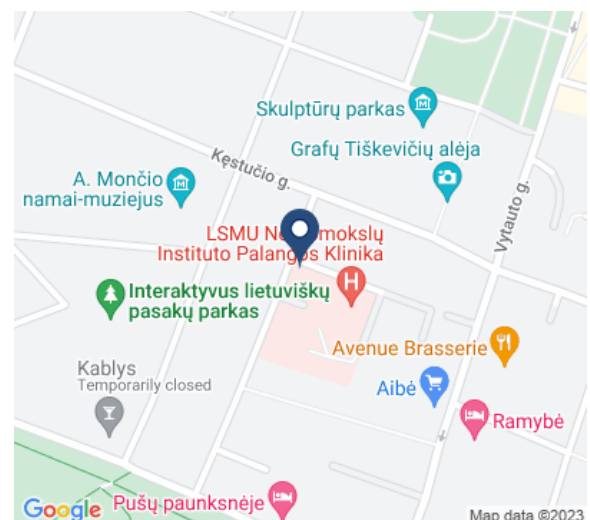 Skulptūrų parkas
Grafų Tiškevičių alėja
Kęstučio g.
A. Mončio
namai-muziejus
Vytauto g.
LSMU
Instituto Palangos Klinika
Interaktyvus lietuviškų
pasakų parkas
Avenue Brasserie
Kablys
Temporarily closed
Aibė
Ramybė
Pušų paunksnėje
Google
Map data ©2023